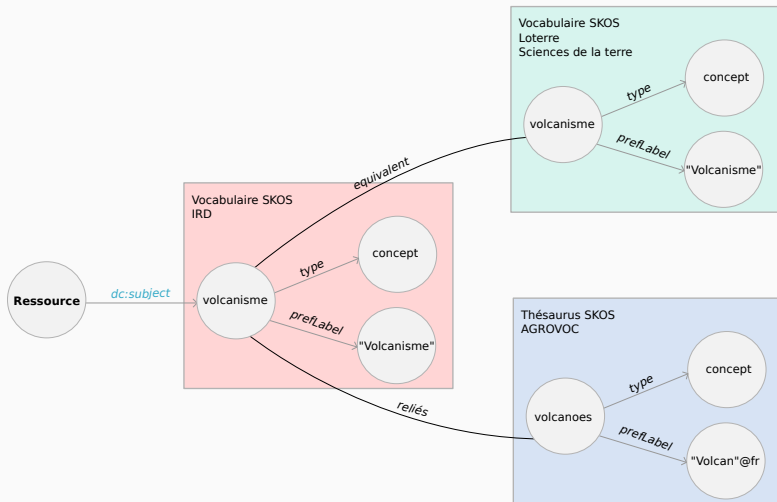 Vocabulaire SKOS
Loterre
Sciences de la terre
concept
type
volcanisme
prefLabel
"Volcanisme"
equivalent
Vocabulaire SKOS
IRD
concept
type
Ressource
dc:subject
volcanisme
prefLabel
"Volcanisme"
reliés
Thésaurus SKOS
AGROVOC
concept
type
volcanoes
prefLabel
"Volcan"@fr